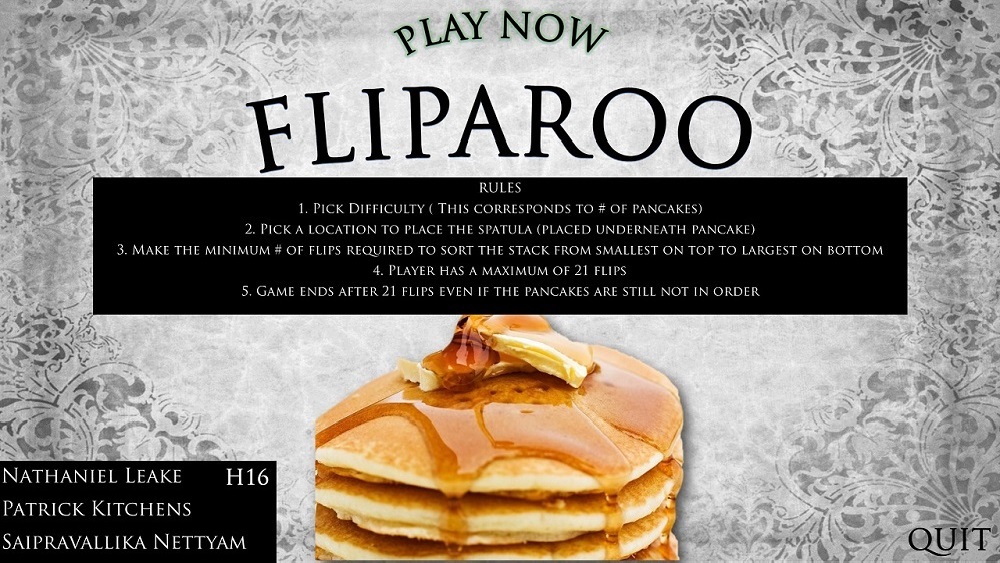 PLAY NOW
FLIPAROO
RULES
1. Pick Difficulty ( This corresponds to # of pancakes)
2. Pick a location to place the spatula (placed underneath pancake)
3. Make the minimum # of flips required to sort the stack from smallest on top to largest on bottom
4. Player has a maximum of 21 flips
5. Game ends after 21 flips even if the pancakes are still not in order
Nathaniel Leake H16
Patrick Kitchens
Saipravallika Nettyam
QUIT